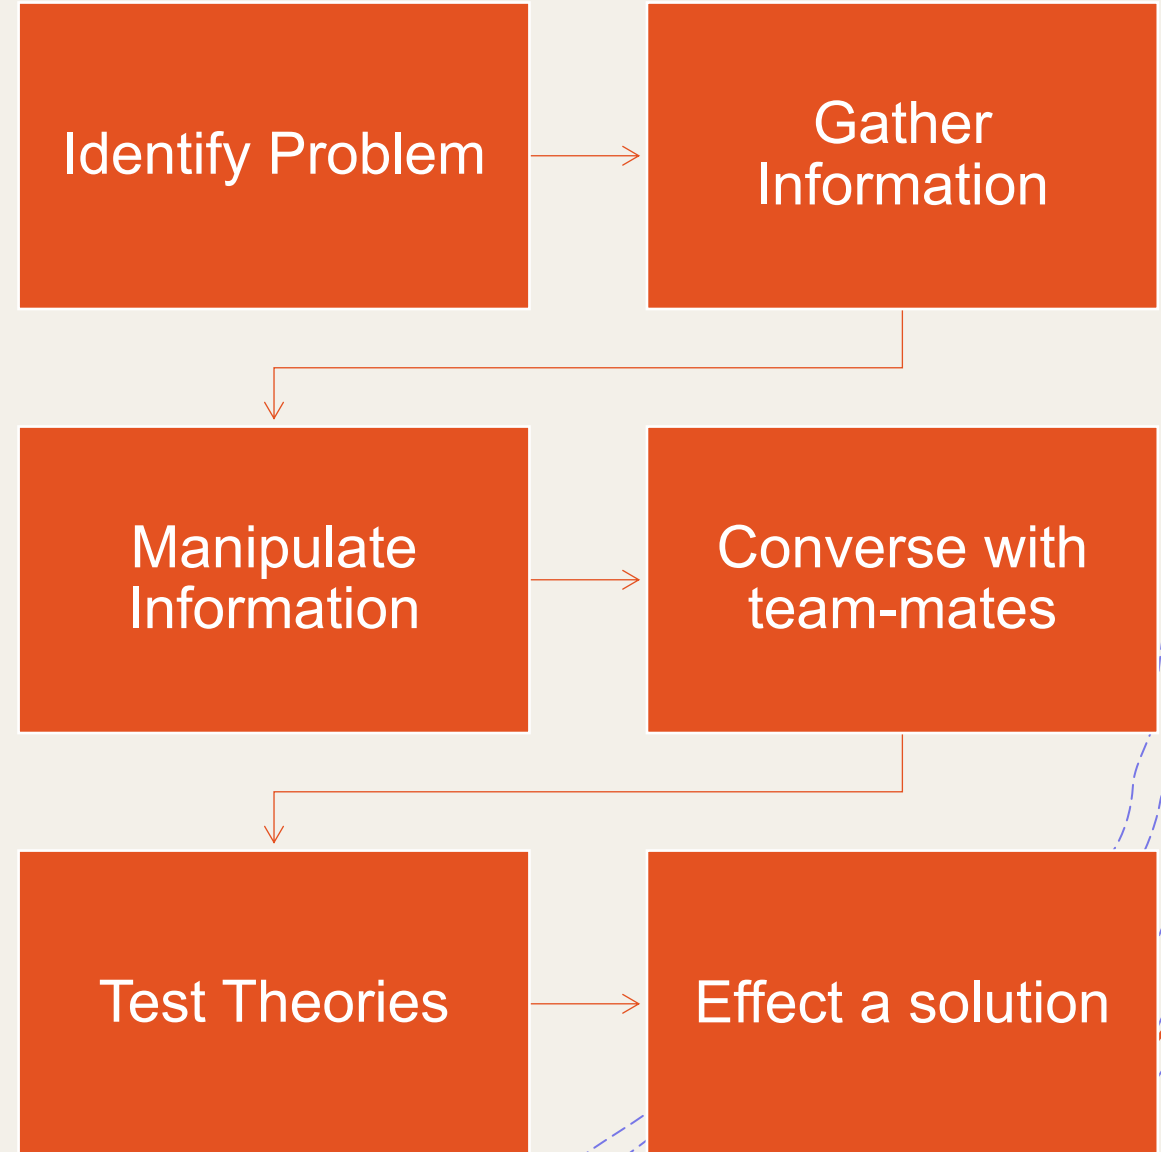 Identify Problem
Gather
Information
Manipulate
Information
Converse with
team-mates
Test Theories
Effect a solution